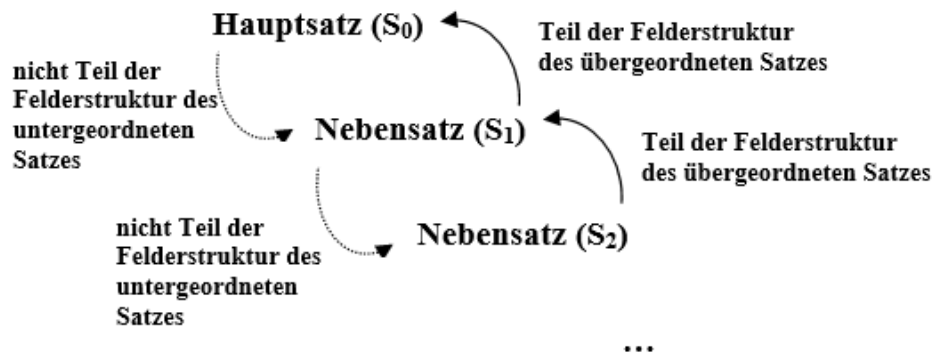 Hauptsatz (S₀)
Teil der Felderstruktur
des übergeordneten Satzes
nicht Teil der
Felderstruktur des
untergeordneten
Satzes
Nebensatz (S₁)
Teil der Felderstruktur
des übergeordneten Satzes
nicht Teil der
Felderstruktur des
untergeordneten
Satzes
Nebensatz (S₂)
...